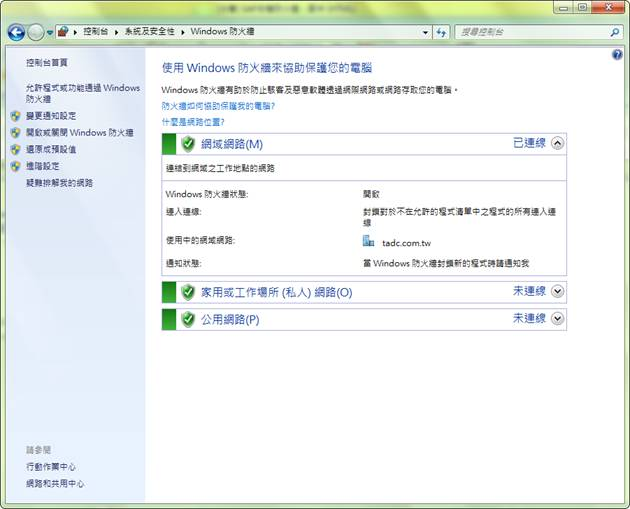 控制台 ▸ 系統及安全性 ▸ Windows 防火牆
搜尋控制台
控制台首頁
允許程式或功能通過 Windows
防火牆
變更通知設定
開啟或關閉 Windows 防火牆
還原成預設值
進階設定
疑難排解我的網路
使用 Windows 防火牆來協助保護您的電腦
Windows 防火牆有助於防止駭客及惡意軟體透過網際網路或網路存取您的電腦。
防火牆如何協助保護我的電腦?
什麼是網路位置?
網域網路(M) 已連線
連結到網域之工作地點的網路
Windows 防火牆狀態: 開啟
連入連線: 封鎖對於不在允許的程式清單中之程式的所有連入連
線
使用中的網域網路: tadc.com.tw
通知狀態: 當 Windows 防火牆封鎖新的程式時請通知我
家用或工作場所 (私人) 網路(O) 未連線
公用網路(P) 未連線
請參閱
行動作業中心
網路和共用中心